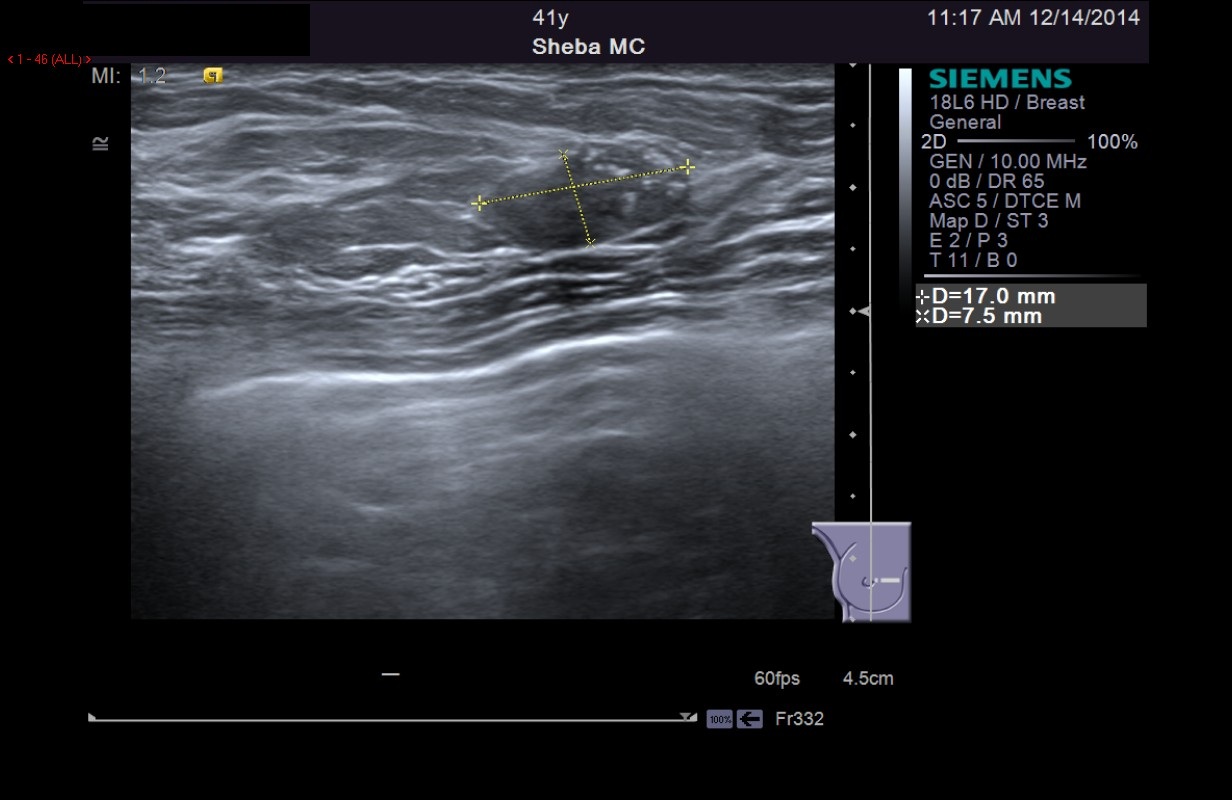 41y
11:17 AM 12/14/2014
Sheba MC
< 1 - 46 (ALL) >
MI: 1.2
SIEMENS
18L6 HD / Breast
General
2D 100%
GEN / 10.00 MHz
0 dB / DR 65
ASC 5 / DTCE M
Map D / ST 3
E 2 / P 3
T 11 / B 0
D=17.0 mm
D=7.5 mm
60fps 4.5cm
100% Fr332